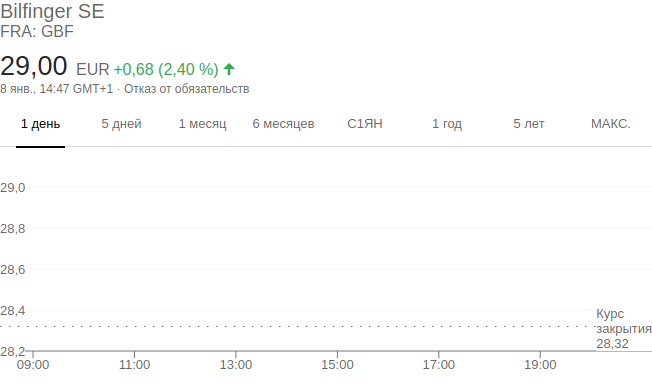 Bilfinger SE
FRA: GBF
29,00 EUR +0,68 (2,40 %)
8 янв., 14:47 GMT+1 · Отказ от обязательств
1 день 5 дней 1 месяц 6 месяцев С1ЯН 1 год 5 лет МАКС.
29,0
28,8
28,6
28,4
Курс
закрытия
28,32
28,2
09:00 11:00 13:00 15:00 17:00 19:00